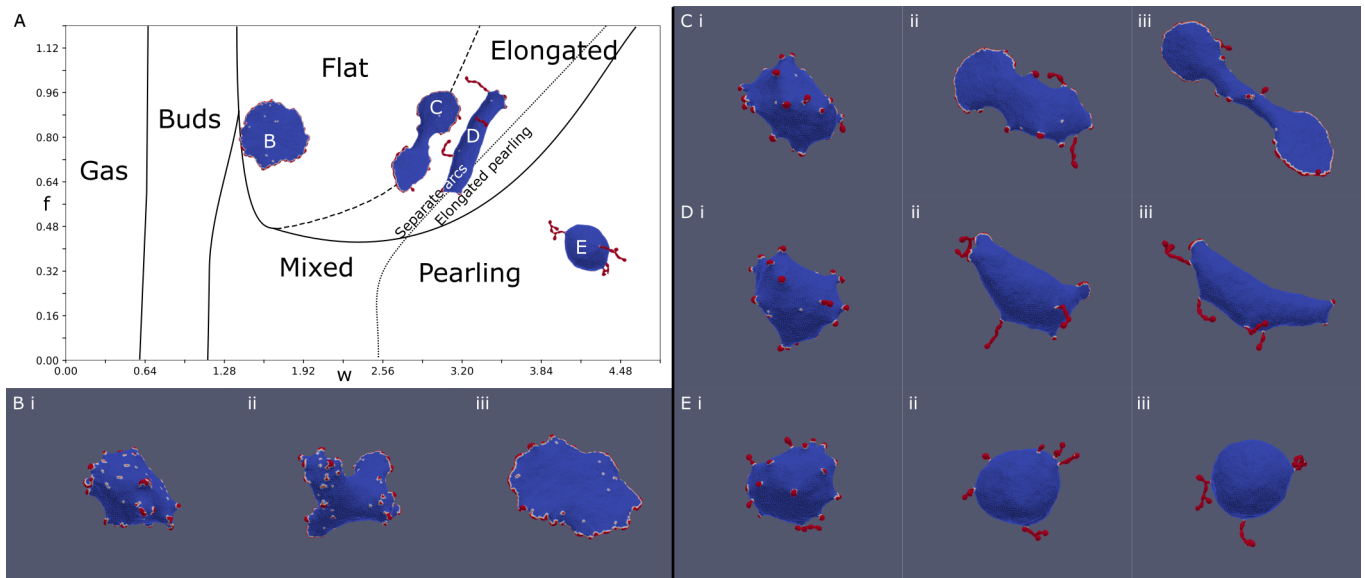 A
1.12
0.96
0.80
0.64
f
0.48
0.32
0.16
0.00
0.00 0.64 1.28 1.92 2.56 3.20 3.84 4.48
w
Gas
Buds
Flat
Elongated
Mixed
Pearling
Separate arcs
Elongated pearling
B
C
D
E
B i ii iii
C i ii iii
D i ii iii
E i ii iii